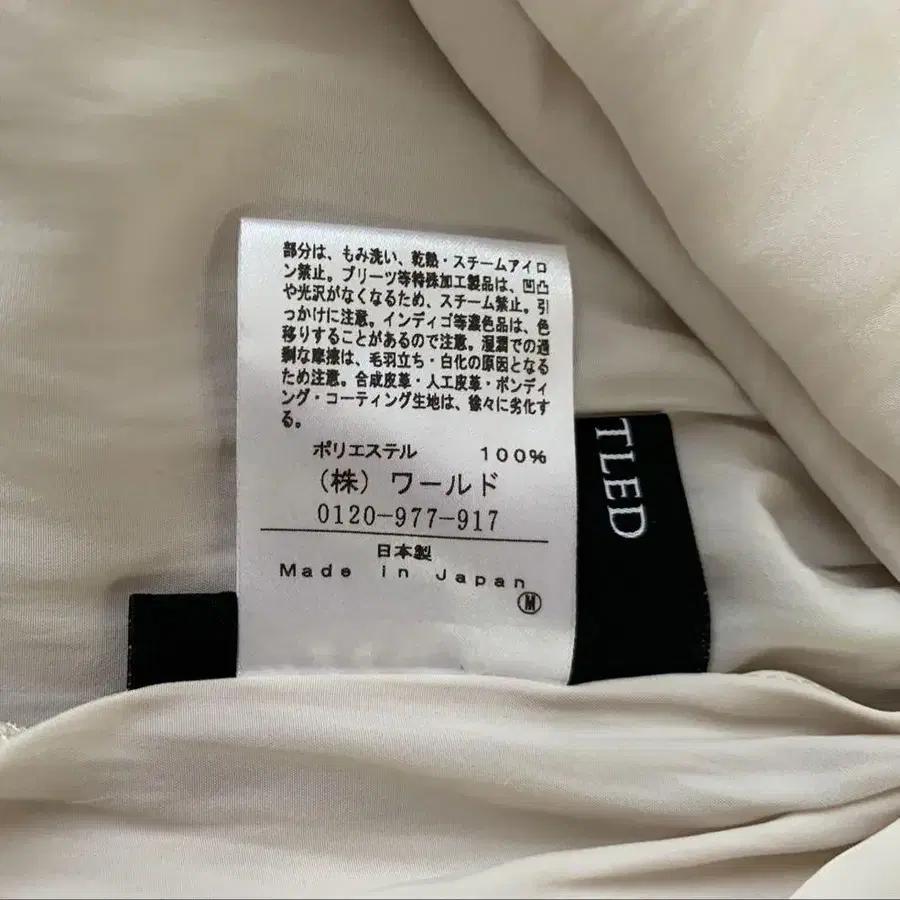 部分は、もみ洗い、乾熱・スチームアイロ
ン禁止。プリーツ等特殊加工製品は、凹凸
や光沢がなくなるため、スチーム禁止。引
っかけに注意。インディゴ等濃色品は、色
移りすることがあるので注意。湿潤での過
剰な摩擦は、毛羽立ち・白化の原因となる
ため注意。合成皮革・人工皮革・ボンディ
ング・コーティング生地は、徐々に劣化す
る。
ポリエステル 100%
(株) ワールド
0120-977-917
日本製
Made in Japan
M
TLED